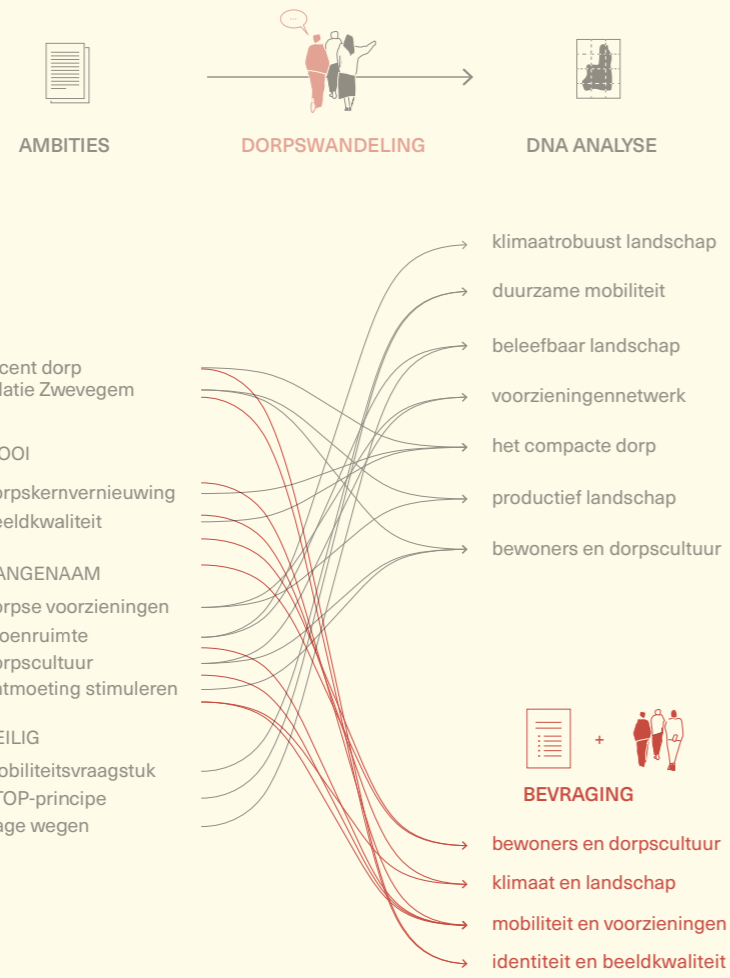 AMBITIES
DORPSWANDELING
DNA ANALYSE
cent dorp
latie Zwevegem
OOI
orpskernvernieuwing
eeldkwaliteit
ANGENAAM
orpse voorzieningen
oenruimte
orpscultuur
ntmoeting stimuleren
EILIG
obiliteitsvraagstuk
TOP-principe
age wegen
klimaatrobuust landschap
duurzame mobiliteit
beleefbaar landschap
voorzieningennetwerk
het compacte dorp
productief landschap
bewoners en dorpscultuur
+
BEVRAGING
bewoners en dorpscultuur
klimaat en landschap
mobiliteit en voorzieningen
identiteit en beeldkwaliteit